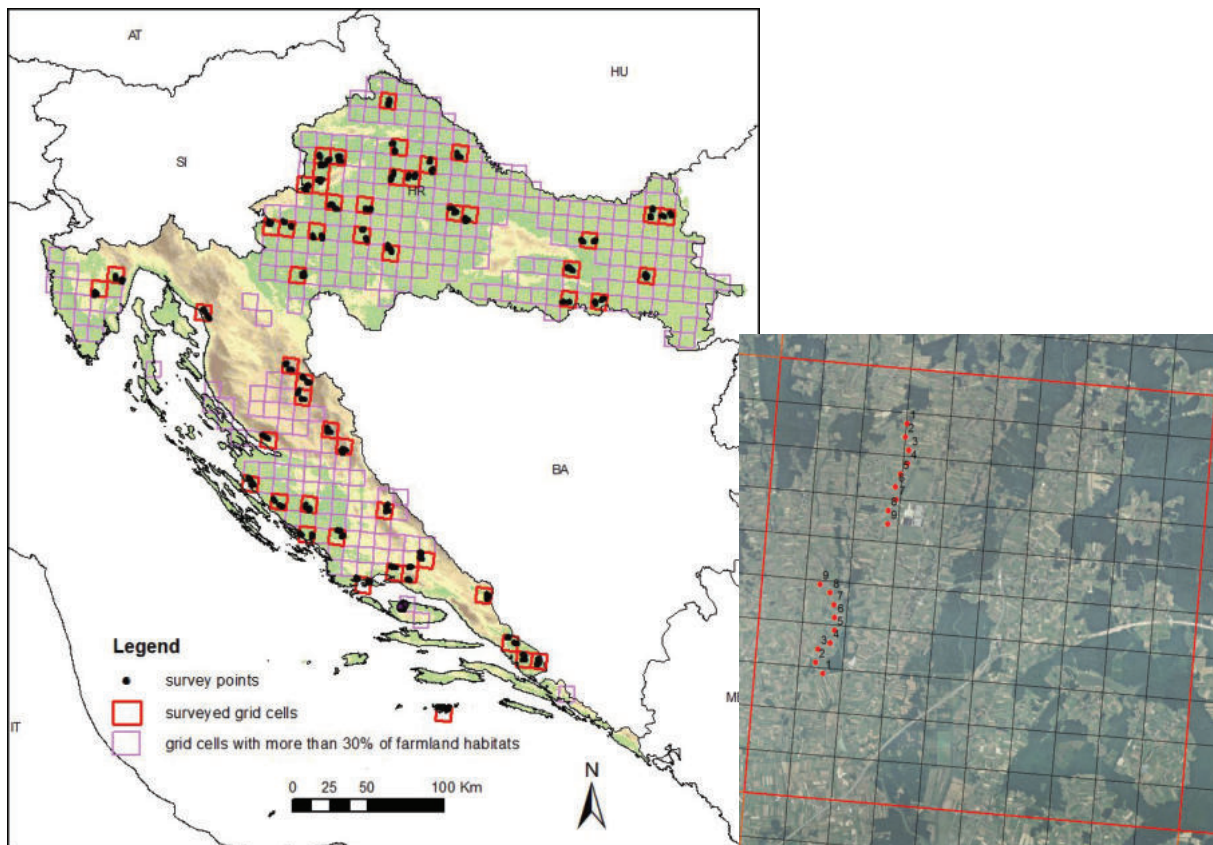 AT
HU
SI
HR
BA
IT
Legend
survey points
surveyed grid cells
grid cells with more than 30% of farmland habitats
0 25 50 100 Km
N
1
2
3
4
5
6
7
8
9
9
8
7
6
5
4
3
2
1